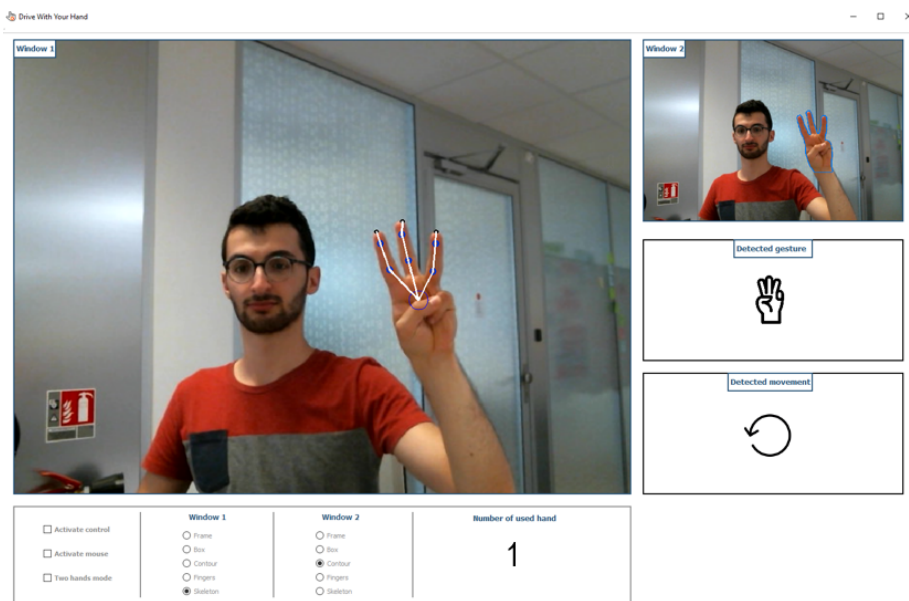 Drive With Your Hand
Window 1
Window 2
Detected gesture
Detected movement
Activate control
Activate mouse
Two hands mode
Window 1
Frame
Box
Contour
Fingers
Skeleton
Window 2
Frame
Box
Contour
Fingers
Skeleton
Number of used hand
1